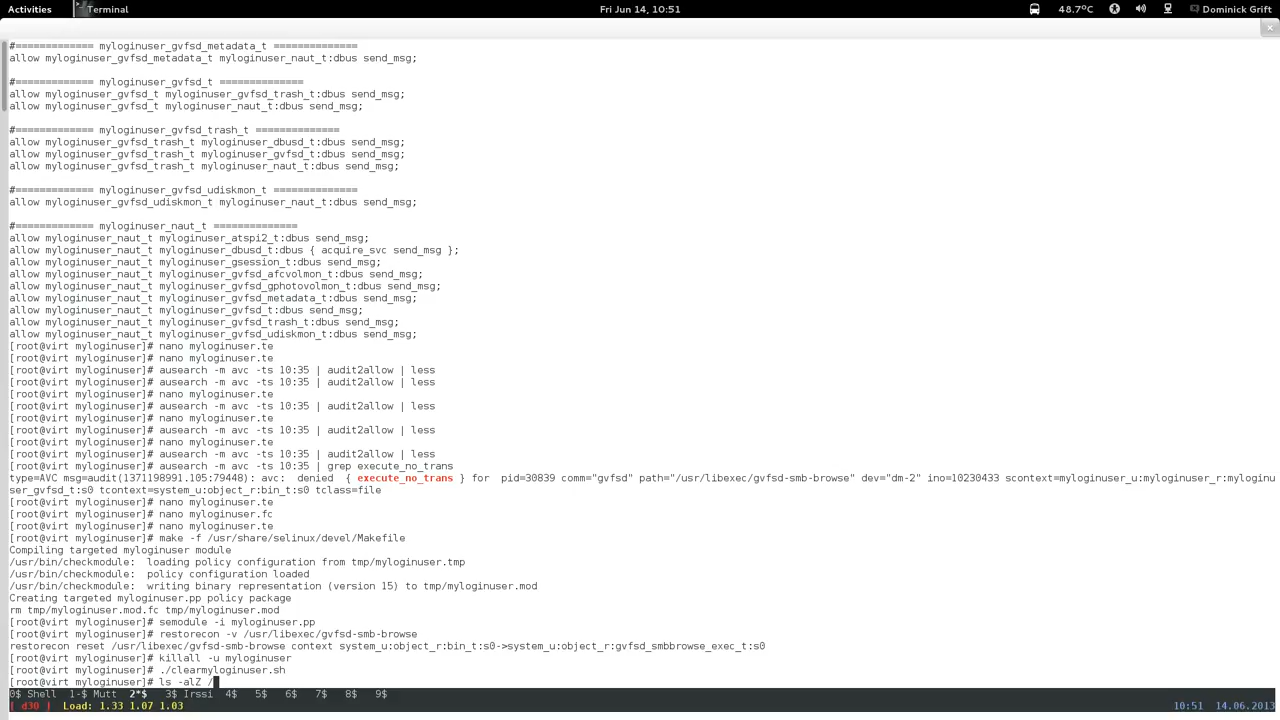 Activities Terminal Fri Jun 14, 10:51 48.7°C Dominick Grift
#============= myloginuser_gvfsd_metadata_t ==============
allow myloginuser_gvfsd_metadata_t myloginuser_naut_t:dbus send_msg;
#============= myloginuser_gvfsd_t ==============
allow myloginuser_gvfsd_t myloginuser_gvfsd_trash_t:dbus send_msg;
allow myloginuser_gvfsd_t myloginuser_naut_t:dbus send_msg;
#============= myloginuser_gvfsd_trash_t ==============
allow myloginuser_gvfsd_trash_t myloginuser_dbusd_t:dbus send_msg;
allow myloginuser_gvfsd_trash_t myloginuser_gvfsd_t:dbus send_msg;
allow myloginuser_gvfsd_trash_t myloginuser_naut_t:dbus send_msg;
#============= myloginuser_gvfsd_udiskmon_t ==============
allow myloginuser_gvfsd_udiskmon_t myloginuser_naut_t:dbus send_msg;
#============= myloginuser_naut_t ==============
allow myloginuser_naut_t myloginuser_atspi2_t:dbus send_msg;
allow myloginuser_naut_t myloginuser_dbusd_t:dbus { acquire_svc send_msg };
allow myloginuser_naut_t myloginuser_gsession_t:dbus send_msg;
allow myloginuser_naut_t myloginuser_gvfsd_afcvolmon_t:dbus send_msg;
allow myloginuser_naut_t myloginuser_gvfsd_gphotovolmon_t:dbus send_msg;
allow myloginuser_naut_t myloginuser_gvfsd_metadata_t:dbus send_msg;
allow myloginuser_naut_t myloginuser_gvfsd_t:dbus send_msg;
allow myloginuser_naut_t myloginuser_gvfsd_trash_t:dbus send_msg;
allow myloginuser_naut_t myloginuser_gvfsd_udiskmon_t:dbus send_msg;
[root@virt myloginuser]# nano myloginuser.te
[root@virt myloginuser]# nano myloginuser.te
[root@virt myloginuser]# ausearch -m avc -ts 10:35 | audit2allow | less
[root@virt myloginuser]# ausearch -m avc -ts 10:35 | audit2allow | less
[root@virt myloginuser]# nano myloginuser.te
[root@virt myloginuser]# ausearch -m avc -ts 10:35 | audit2allow | less
[root@virt myloginuser]# nano myloginuser.te
[root@virt myloginuser]# ausearch -m avc -ts 10:35 | audit2allow | less
[root@virt myloginuser]# nano myloginuser.te
[root@virt myloginuser]# ausearch -m avc -ts 10:35 | audit2allow | less
[root@virt myloginuser]# ausearch -m avc -ts 10:35 | grep execute_no_trans
type=AVC msg=audit(1371198991.105:79448): avc:  denied  { execute_no_trans } for  pid=30839 comm="gvfsd" path="/usr/libexec/gvfsd-smb-browse" dev="dm-2" ino=10230433 scontext=myloginuser_u:myloginuser_r:myloginu
ser_gvfsd_t:s0 tcontext=system_u:object_r:bin_t:s0 tclass=file
[root@virt myloginuser]# nano myloginuser.te
[root@virt myloginuser]# nano myloginuser.fc
[root@virt myloginuser]# nano myloginuser.te
[root@virt myloginuser]# make -f /usr/share/selinux/devel/Makefile
Compiling targeted myloginuser module
/usr/bin/checkmodule:  loading policy configuration from tmp/myloginuser.tmp
/usr/bin/checkmodule:  policy configuration loaded
/usr/bin/checkmodule:  writing binary representation (version 15) to tmp/myloginuser.mod
Creating targeted myloginuser.pp policy package
rm tmp/myloginuser.mod.fc tmp/myloginuser.mod
[root@virt myloginuser]# semodule -i myloginuser.pp
[root@virt myloginuser]# restorecon -v /usr/libexec/gvfsd-smb-browse
restorecon reset /usr/libexec/gvfsd-smb-browse context system_u:object_r:bin_t:s0->system_u:object_r:gvfsd_smbbrowse_exec_t:s0
[root@virt myloginuser]# killall -u myloginuser
[root@virt myloginuser]# ./clearmyloginuser.sh
[root@virt myloginuser]# ls -alZ /
0$ Shell  1-$ Mutt  2*$  3$ Irssi  4$  5$  6$  7$  8$  9$
[ d30 ]  Load: 1.33 1.07 1.03 10:51 14.06.2013